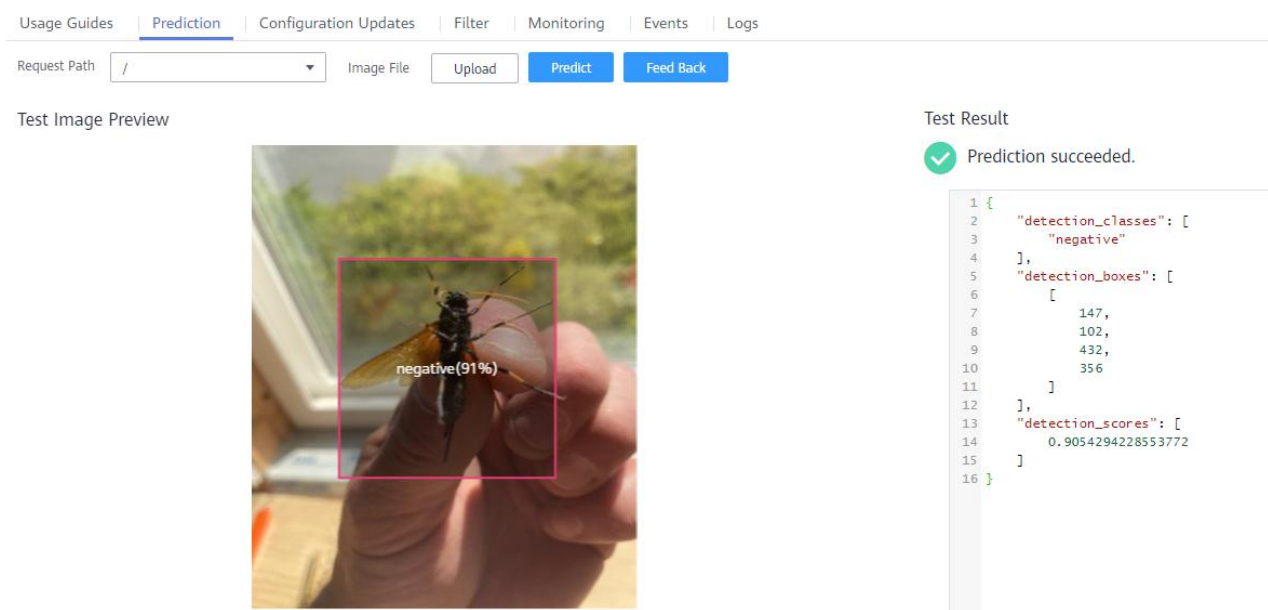 Usage Guides Prediction Configuration Updates Filter Monitoring Events Logs
Request Path / Image File Upload Predict Feed Back
Test Image Preview
negative(91%)
Test Result
Prediction succeeded.
1 {
2 "detection_classes": [
3 "negative"
4 ],
5 "detection_boxes": [
6 [
7 147,
8 102,
9 432,
10 356
11 ]
12 ],
13 "detection_scores": [
14 0.9054294228553772
15 ]
16 }